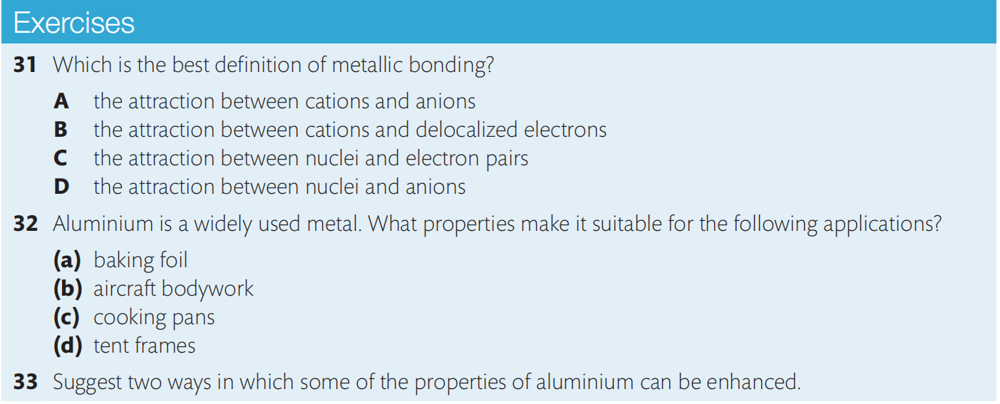 Exercises
31 Which is the best definition of metallic bonding?
A the attraction between cations and anions
B the attraction between cations and delocalized electrons
C the attraction between nuclei and electron pairs
D the attraction between nuclei and anions
32 Aluminium is a widely used metal. What properties make it suitable for the following applications?
(a) baking foil
(b) aircraft bodywork
(c) cooking pans
(d) tent frames
33 Suggest two ways in which some of the properties of aluminium can be enhanced.